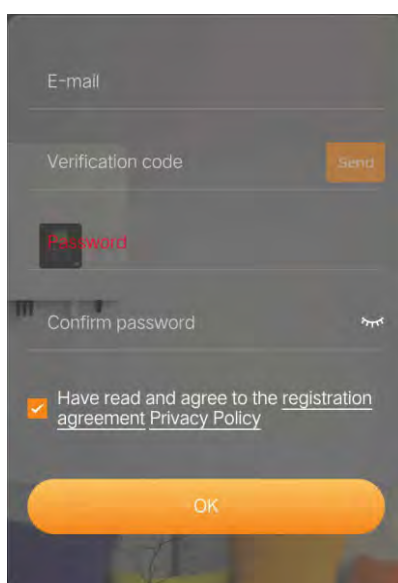 E-mail
Verification code
Send
Password
Confirm password
Have read and agree to the registration
agreement Privacy Policy
OK